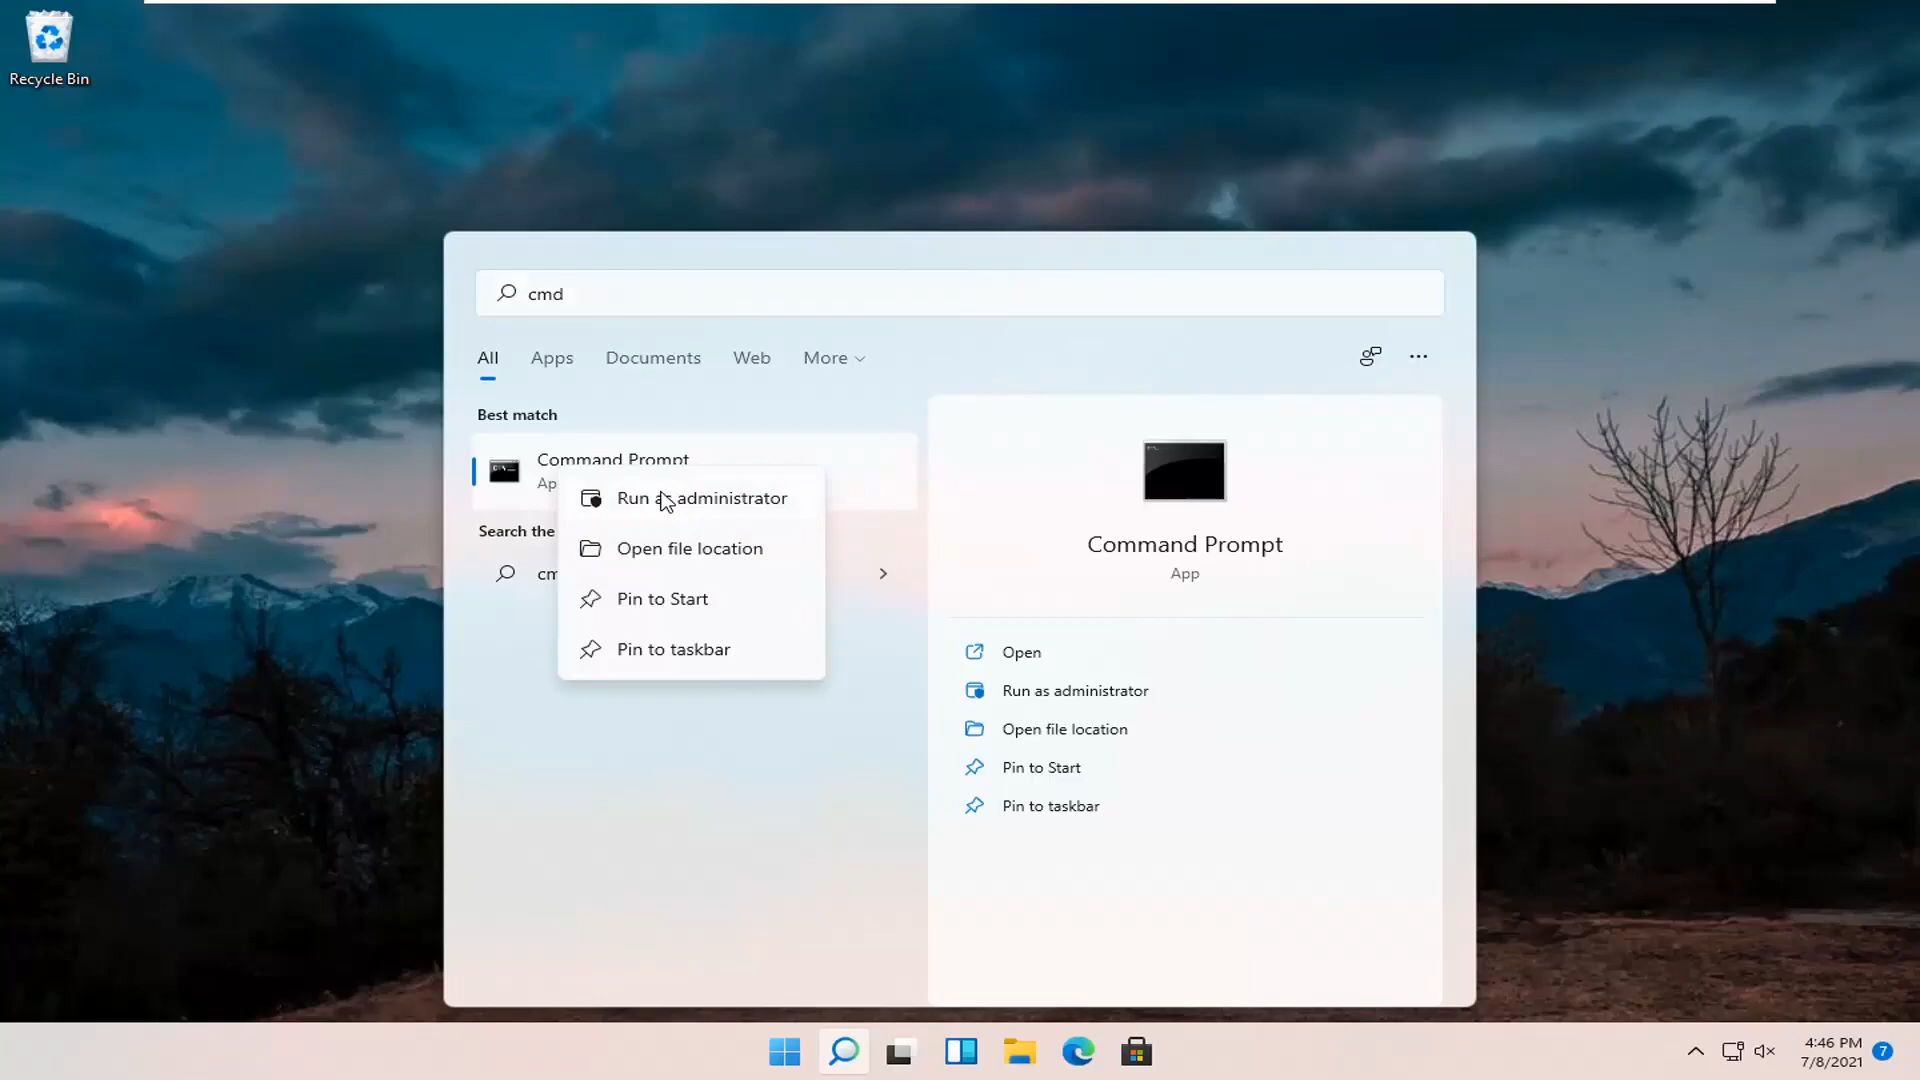 Recycle Bin
cmd
All Apps Documents Web More
Best match
Command Prompt
Run as administrator
Open file location
Pin to Start
Pin to taskbar
Search the
Command Prompt
App
Open
Run as administrator
Open file location
Pin to Start
Pin to taskbar
4:46 PM
7/8/2021
7